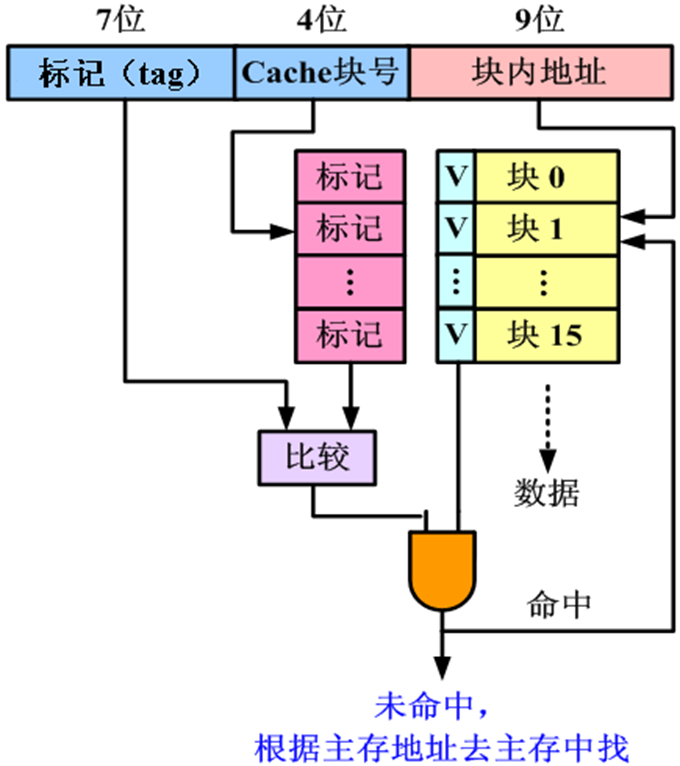 7位 4位 9位
标记（tag） Cache块号 块内地址
标记 V 块 0
标记 V 块 1
⋮ ⋮ ⋮
标记 V 块 15
比较
数据
命中
未命中，
根据主存地址去主存中找